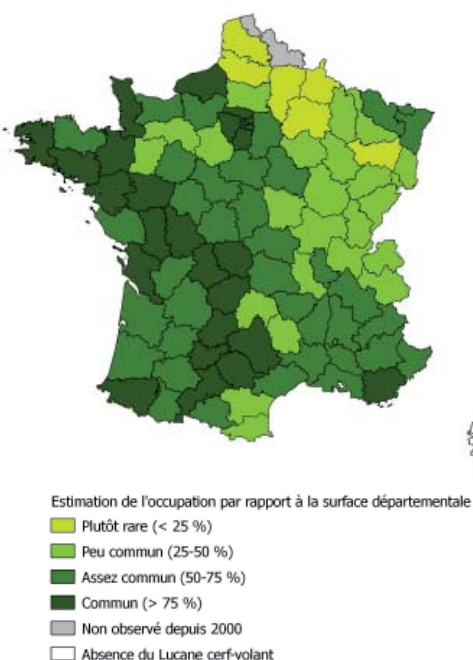 Estimation de l'occupation par rapport à la surface départementale
Plutôt rare (< 25 %)
Peu commun (25-50 %)
Assez commun (50-75 %)
Commun (> 75 %)
Non observé depuis 2000
Absence du Lucane cerf-volant